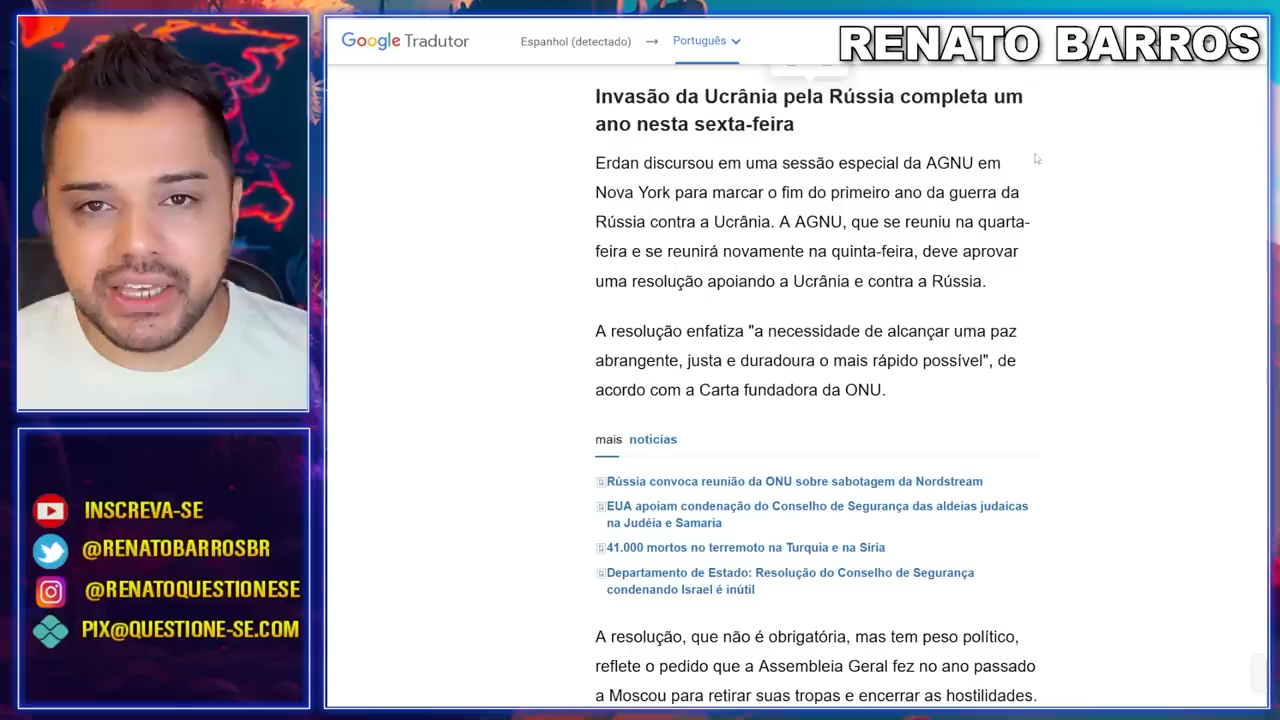 Google Tradutor
Espanhol (detectado) → Português
RENATO BARROS
Invasão da Ucrânia pela Rússia completa um
ano nesta sexta-feira
Erdan discursou em uma sessão especial da AGNU em
Nova York para marcar o fim do primeiro ano da guerra da
Rússia contra a Ucrânia. A AGNU, que se reuniu na quarta-
feira e se reunirá novamente na quinta-feira, deve aprovar
uma resolução apoiando a Ucrânia e contra a Rússia.
A resolução enfatiza "a necessidade de alcançar uma paz
abrangente, justa e duradoura o mais rápido possível", de
acordo com a Carta fundadora da ONU.
mais notícias
Rússia convoca reunião da ONU sobre sabotagem da Nordstream
EUA apoiam condenação do Conselho de Segurança das aldeias judaicas
na Judéia e Samaria
41.000 mortos no terremoto na Turquia e na Síria
Departamento de Estado: Resolução do Conselho de Segurança
condenando Israel é inútil
A resolução, que não é obrigatória, mas tem peso político,
reflete o pedido que a Assembleia Geral fez no ano passado
a Moscou para retirar suas tropas e encerrar as hostilidades.
INSCREVA-SE
@RENATOBARROSBR
@RENATOQUESTIONESE
PIX@QUESTIONE-SE.COM